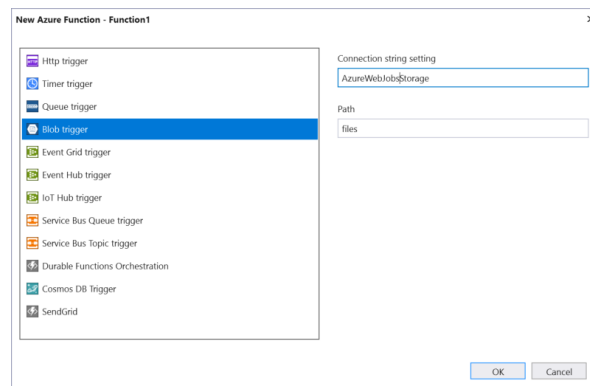 New Azure Function - Function1
Http trigger
Timer trigger
Queue trigger
Blob trigger
Event Grid trigger
Event Hub trigger
IoT Hub trigger
Service Bus Queue trigger
Service Bus Topic trigger
Durable Functions Orchestration
Cosmos DB Trigger
SendGrid
Connection string setting
AzureWebJobsStorage
Path
files
OK
Cancel